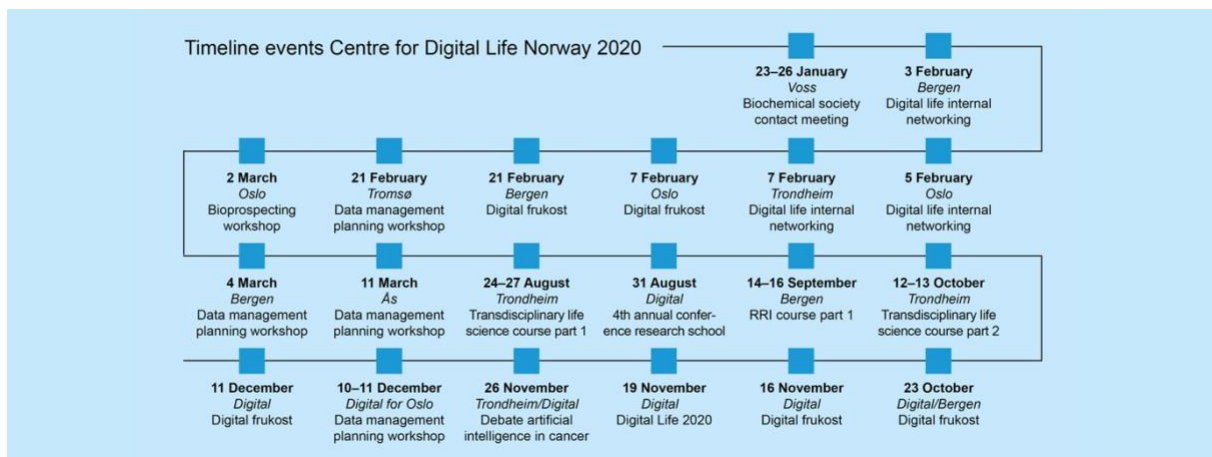 Timeline events Centre for Digital Life Norway 2020
23–26 January
Voss
Biochemical society
contact meeting
3 February
Bergen
Digital life internal
networking
2 March
Oslo
Bioprospecting
workshop
21 February
Tromsø
Data management
planning workshop
21 February
Bergen
Digital frukost
7 February
Oslo
Digital frukost
7 February
Trondheim
Digital life internal
networking
5 February
Oslo
Digital life internal
networking
4 March
Bergen
Data management
planning workshop
11 March
Ås
Data management
planning workshop
24–27 August
Trondheim
Transdisciplinary life
science course part 1
31 August
Digital
4th annual confer-
ence research school
14–16 September
Bergen
RRI course part 1
12–13 October
Trondheim
Transdisciplinary life
science course part 2
11 December
Digital
Digital frukost
10–11 December
Digital for Oslo
Data management
planning workshop
26 November
Trondheim/Digital
Debate artificial
intelligence in cancer
19 November
Digital
Digital Life 2020
16 November
Digital
Digital frukost
23 October
Digital/Bergen
Digital frukost